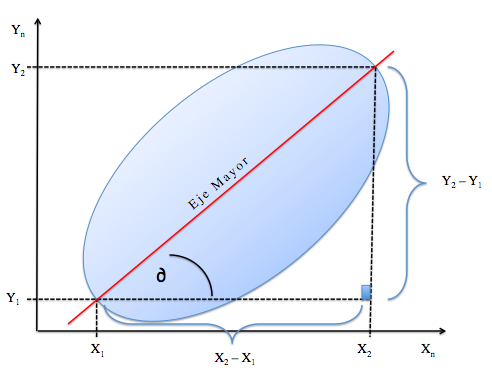 Yₙ
Y₂
Eje Mayor
Y₂ – Y₁
∂
Y₁
X₁
X₂ – X₁
X₂
Xₙ